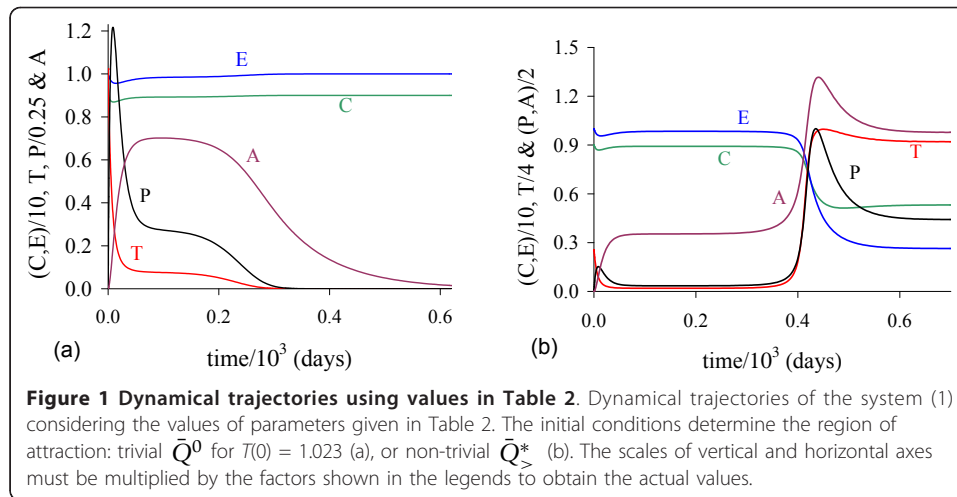 (C,E)/10, T, P/0.25 & A
1.2
1.0
0.8
0.6
0.4
0.2
0.0
E
C
A
P
T
0.0 0.2 0.4 0.6
(a)
time/10³ (days)
(C,E)/10, T/4 & (P,A)/2
1.5
1.2
0.9
0.6
0.3
0.0
E
C
A
T
P
0.0 0.2 0.4 0.6
(b)
time/10³ (days)
Figure 1 Dynamical trajectories using values in Table 2. Dynamical trajectories of the system (1)
considering the values of parameters given in Table 2. The initial conditions determine the region of
attraction: trivial Q̄⁰ for T(0) = 1.023 (a), or non-trivial Q̄*> (b). The scales of vertical and horizontal axes
must be multiplied by the factors shown in the legends to obtain the actual values.